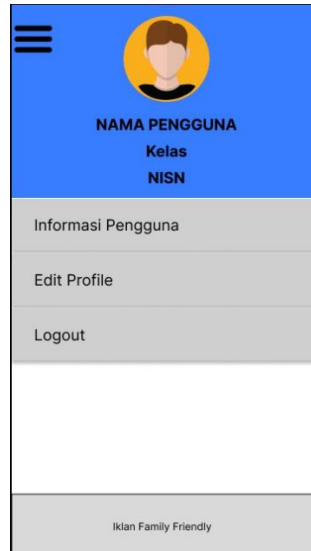 NAMA PENGGUNA
Kelas
NISN
Informasi Pengguna
Edit Profile
Logout
Iklan Family Friendly